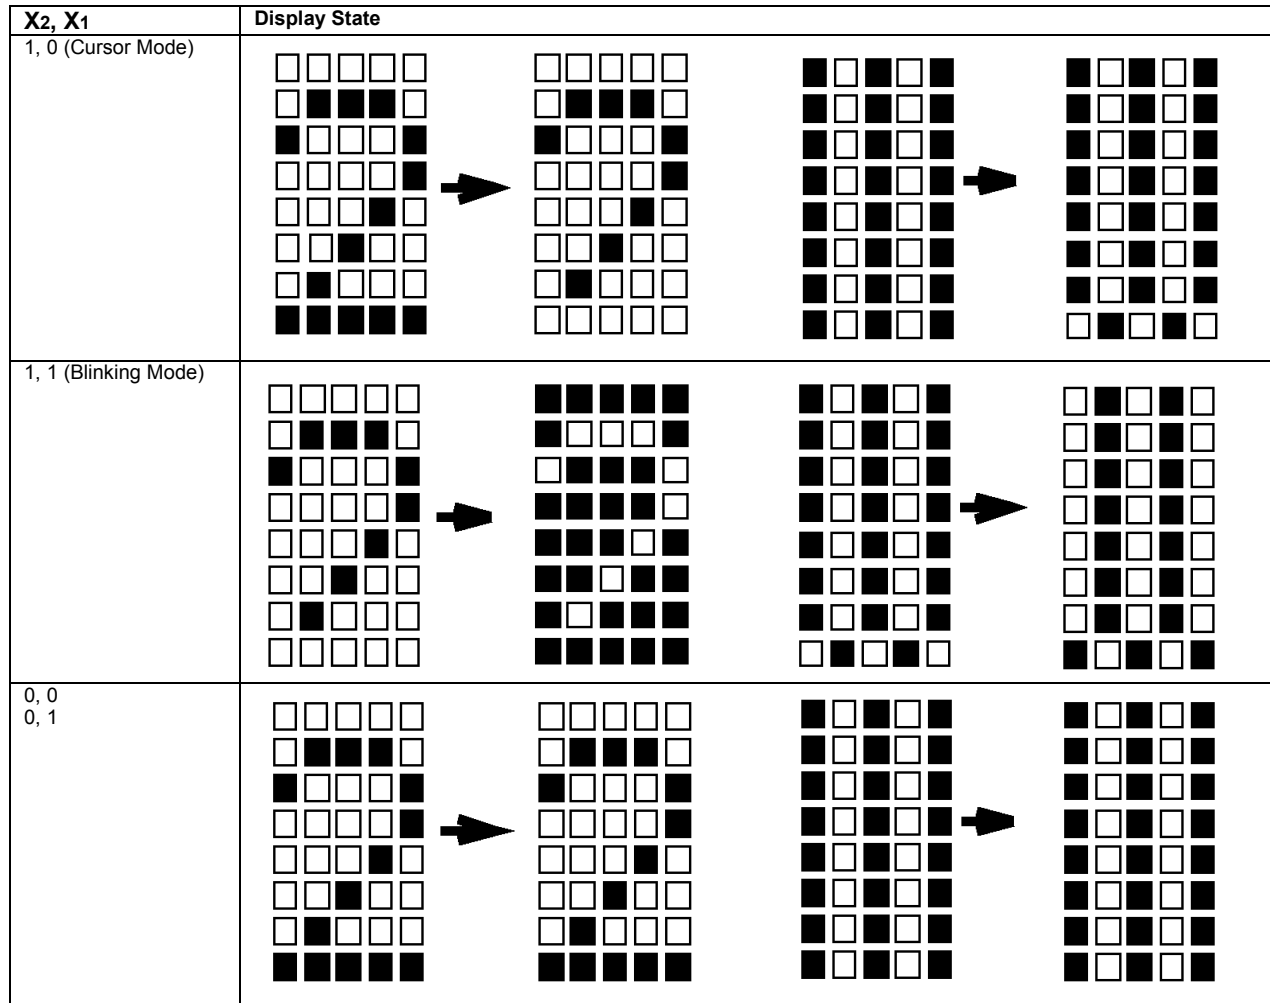 X2, X1
Display State
1, 0 (Cursor Mode)
1, 1 (Blinking Mode)
0, 0
0, 1